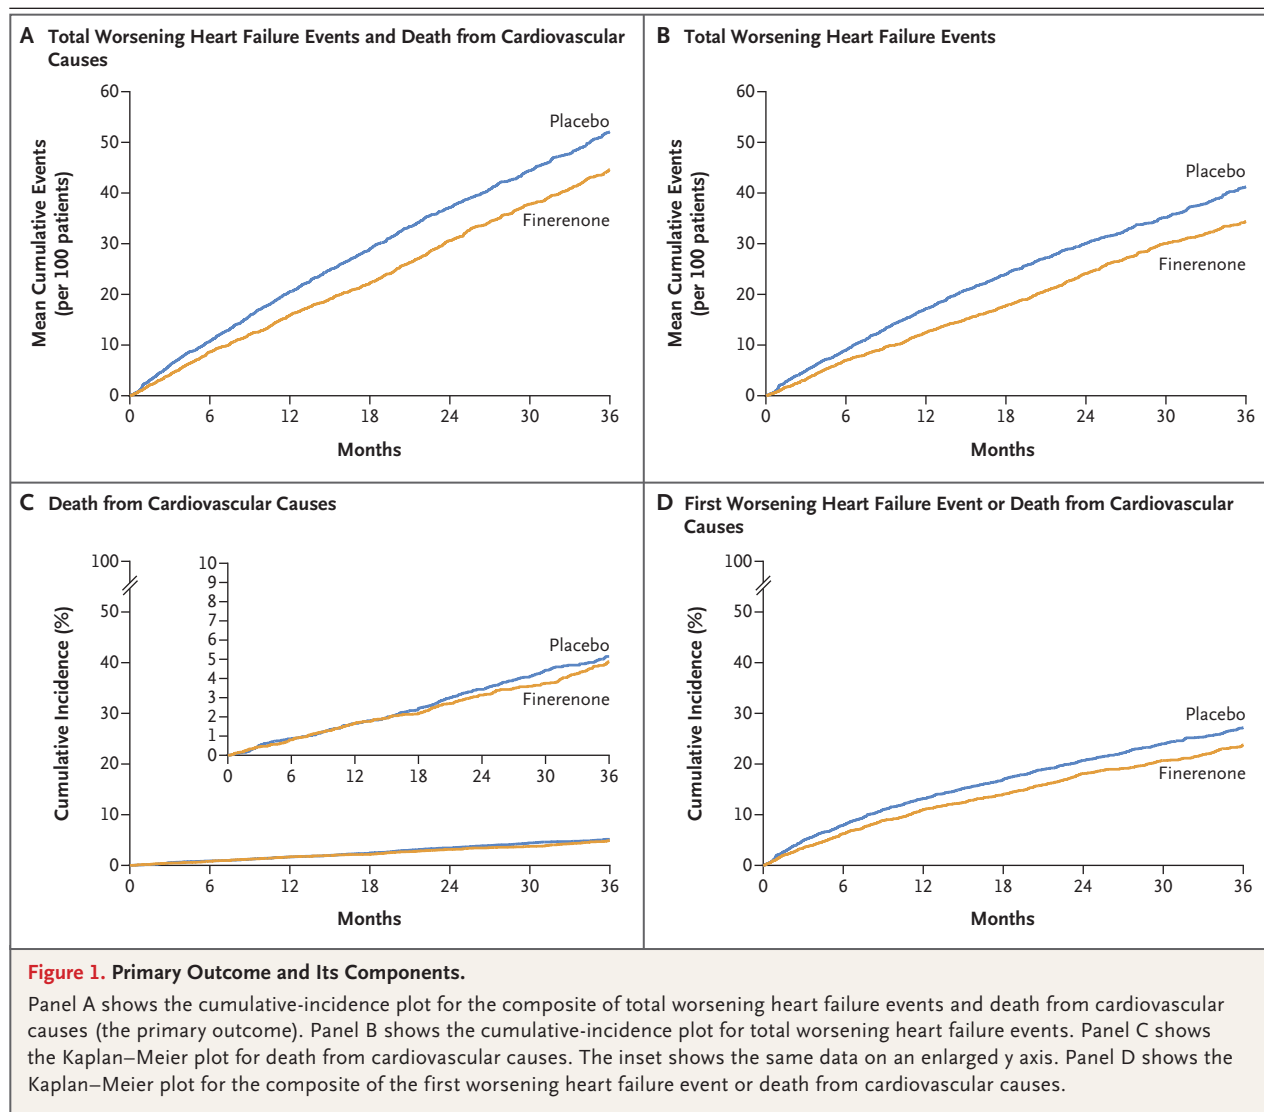 A Total Worsening Heart Failure Events and Death from Cardiovascular
Causes
Mean Cumulative Events
(per 100 patients)
60
50
40
30
20
10
0
Placebo
Finerenone
0 6 12 18 24 30 36
Months
B Total Worsening Heart Failure Events
Mean Cumulative Events
(per 100 patients)
60
50
40
30
20
10
0
Placebo
Finerenone
0 6 12 18 24 30 36
Months
C Death from Cardiovascular Causes
Cumulative Incidence (%)
100
50
40
30
20
10
0
10
9
8
7
6
5
4
3
2
1
0
Placebo
Finerenone
0 6 12 18 24 30 36
0 6 12 18 24 30 36
Months
D First Worsening Heart Failure Event or Death from Cardiovascular
Causes
Cumulative Incidence (%)
100
50
40
30
20
10
0
Placebo
Finerenone
0 6 12 18 24 30 36
Months
Figure 1. Primary Outcome and Its Components.
Panel A shows the cumulative-incidence plot for the composite of total worsening heart failure events and death from cardiovascular
causes (the primary outcome). Panel B shows the cumulative-incidence plot for total worsening heart failure events. Panel C shows
the Kaplan–Meier plot for death from cardiovascular causes. The inset shows the same data on an enlarged y axis. Panel D shows the
Kaplan–Meier plot for the composite of the first worsening heart failure event or death from cardiovascular causes.